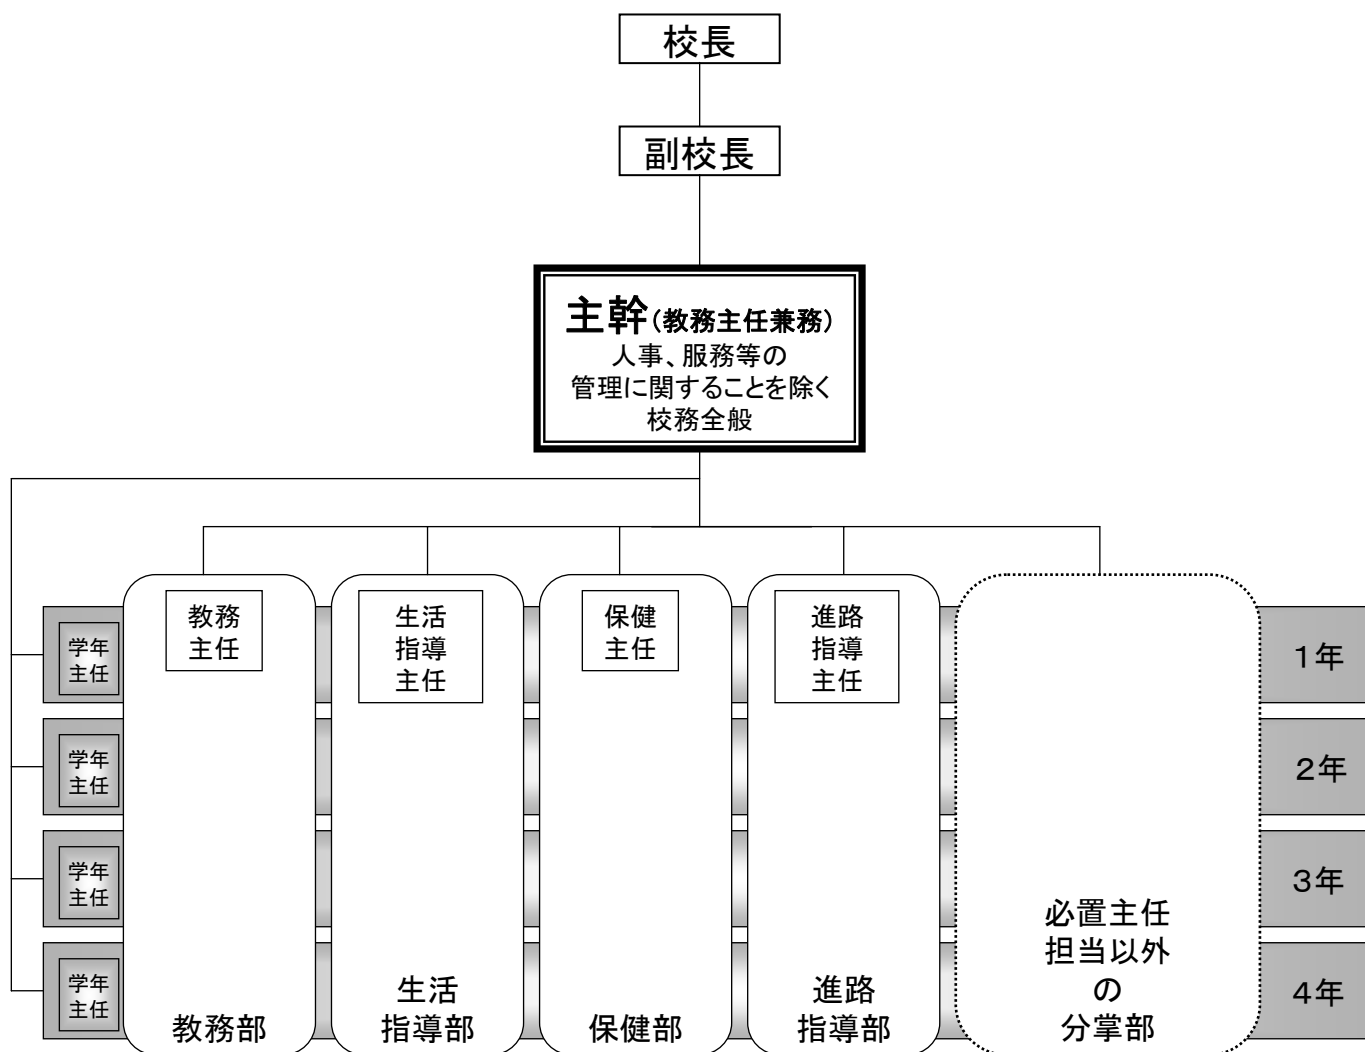 校長
副校長
主幹(教務主任兼務)
人事、服務等の
管理に関することを除く
校務全般
教務
主任
生活
指導
主任
保健
主任
進路
指導
主任
学年
主任
1年
学年
主任
2年
学年
主任
3年
学年
主任
4年
教務部
生活
指導部
保健部
進路
指導部
必置主任
担当以外
の
分掌部